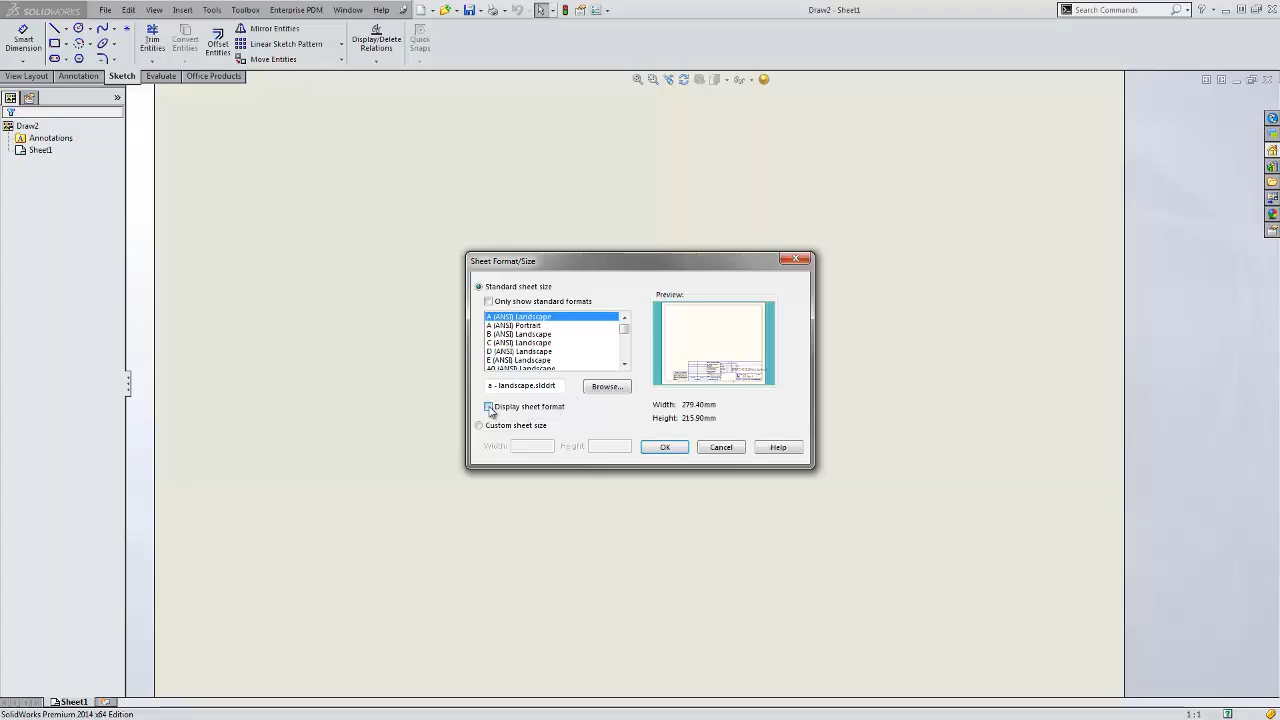 File Edit View Insert Tools Toolbox Enterprise PDM Window Help
Draw2 - Sheet1
Search Commands
Smart Dimension
Trim Entities
Convert Entities
Offset Entities
Mirror Entities
Linear Sketch Pattern
Move Entities
Display/Delete Relations
Quick Snaps
View Layout Annotation Sketch Evaluate Office Products
Draw2
Annotations
Sheet1
Sheet Format/Size
Standard sheet size
Only show standard formats
A (ANSI) Landscape
A (ANSI) Portrait
B (ANSI) Landscape
C (ANSI) Landscape
D (ANSI) Landscape
E (ANSI) Landscape
A0 (ANSI) Landscape
a - landscape.slddrt
Browse...
Display sheet format
Custom sheet size
Width: Height:
Preview:
Width: 279.40mm
Height: 215.90mm
OK Cancel Help
Sheet1
SolidWorks Premium 2014 x64 Edition
1 : 1